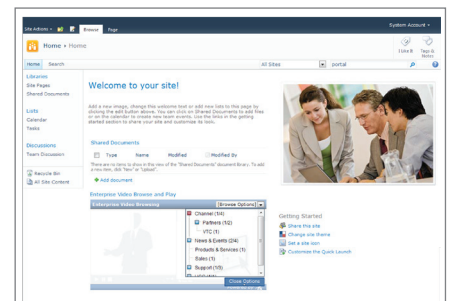 System Account
Site Actions
Browse
Page
Home ▸ Home
I Like It
Tags &
Notes
Home
Search
All Sites
portal
Libraries
Site Pages
Shared Documents
Lists
Calendar
Tasks
Discussions
Team Discussion
Recycle Bin
All Site Content
Welcome to your site!
Add a new image, change this welcome text or add new lists to this page by
clicking the edit button above. You can click on Shared Documents to add files
or on the calendar to create new team events. Use the links in the getting
started section to share your site and customize its look.
Shared Documents
Type Name Modified Modified By
There are no items to show in this view of the "Shared Documents" document library. To add
a new item, click "New" or "Upload".
Add document
Enterprise Video Browse and Play
Enterprise Video Browsing
[Browse Options]
Channel (1/4)
Partners (1/2)
VTC (1)
News & Events (2/4)
Products & Services (1)
Sales (1)
Support (1/3)
Close Options
Getting Started
Share this site
Change site theme
Set a site icon
Customize the Quick Launch